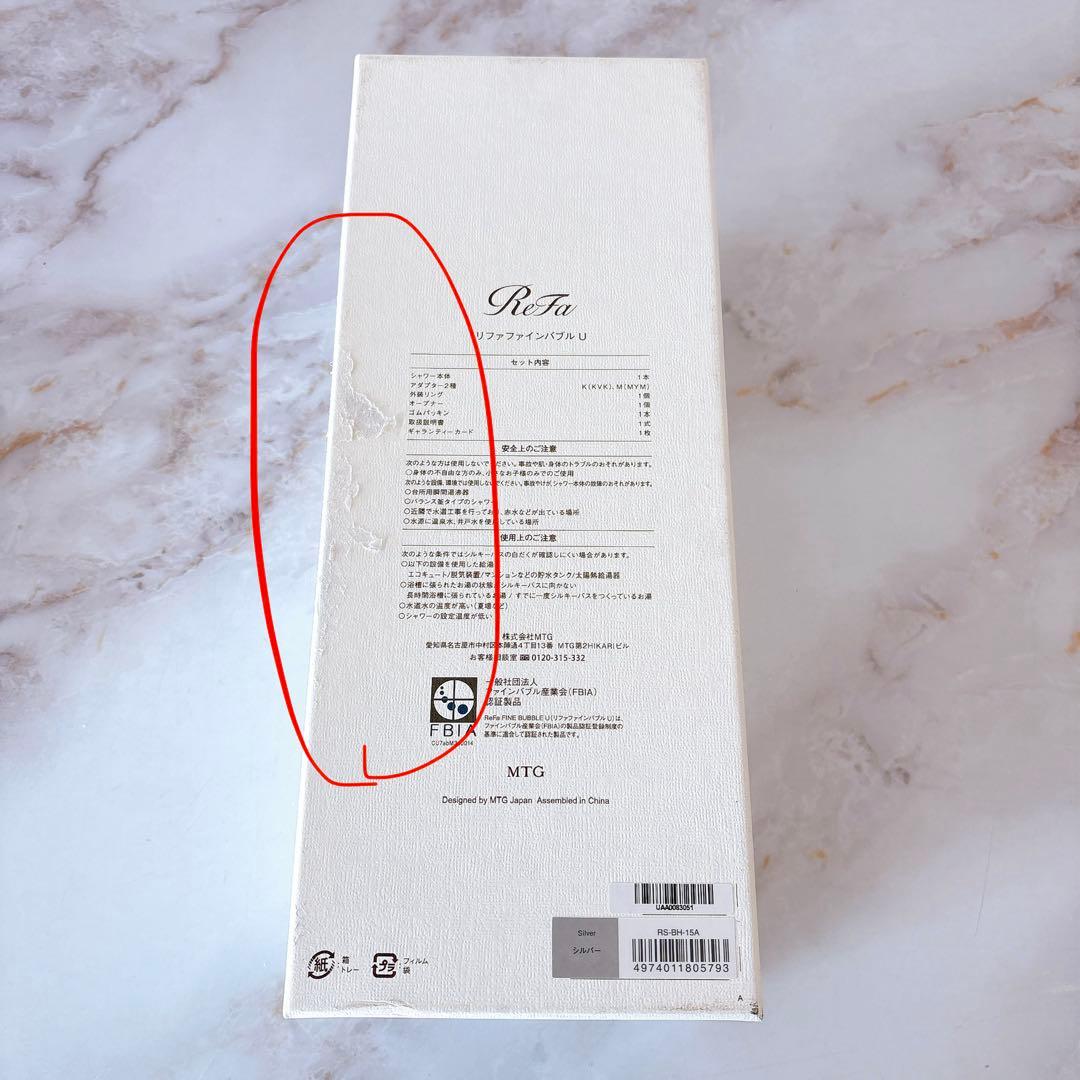 ReFa
リファファインバブル U
セット内容
シャワー本体 1本
アダプター2種 K(KVK)、M(MYM)
外装リング 1個
オープナー 1個
ゴムパッキン 1本
取扱説明書 1式
ギャランティーカード 1枚
安全上のご注意
次のような方は使用しないでください。事故や肌・身体のトラブルのおそれがあります。
○身体の不自由な方のみ、小さなお子様のみでのご使用
次のような設備、環境では使用しないでください。事故やけが、シャワー本体の故障のおそれがあります。
○台所用瞬間湯沸器
○バランス釜タイプのシャワー
○近隣で水道工事を行っており、赤水などが出ている場所
○水源に温泉水、井戸水を使用している場所
使用上のご注意
次のような条件ではシルキーバスの白だくが確認しにくい場合があります。
○以下の設備を使用した給湯
エコキュート/脱気装置/マンションなどの貯水タンク/太陽熱給湯器
○浴槽に張られたお湯の状態がシルキーバスに向かない
長時間浴槽に張られているお湯 / すでに一度シルキーバスをつくっているお湯
○水道水の温度が高い(夏場など)
○シャワーの設定温度が低い
株式会社MTG
愛知県名古屋市中村区本陣通4丁目13番 MTG第2HIKARIビル
お客様相談室 0120-315-332
一般社団法人
ファインバブル産業会(FBIA)
認証製品
FBIA
ReFa FINE BUBBLE U(リファファインバブル U)は、
ファインバブル産業会(FBIA)の製品認証登録制度の
基準に適合して認証された製品です。
MTG
Designed by MTG Japan Assembled in China
UAA0083051
Silver
シルバー
RS-BH-15A
4974011805793
紙
箱
トレー
プラ
フィルム
袋
A